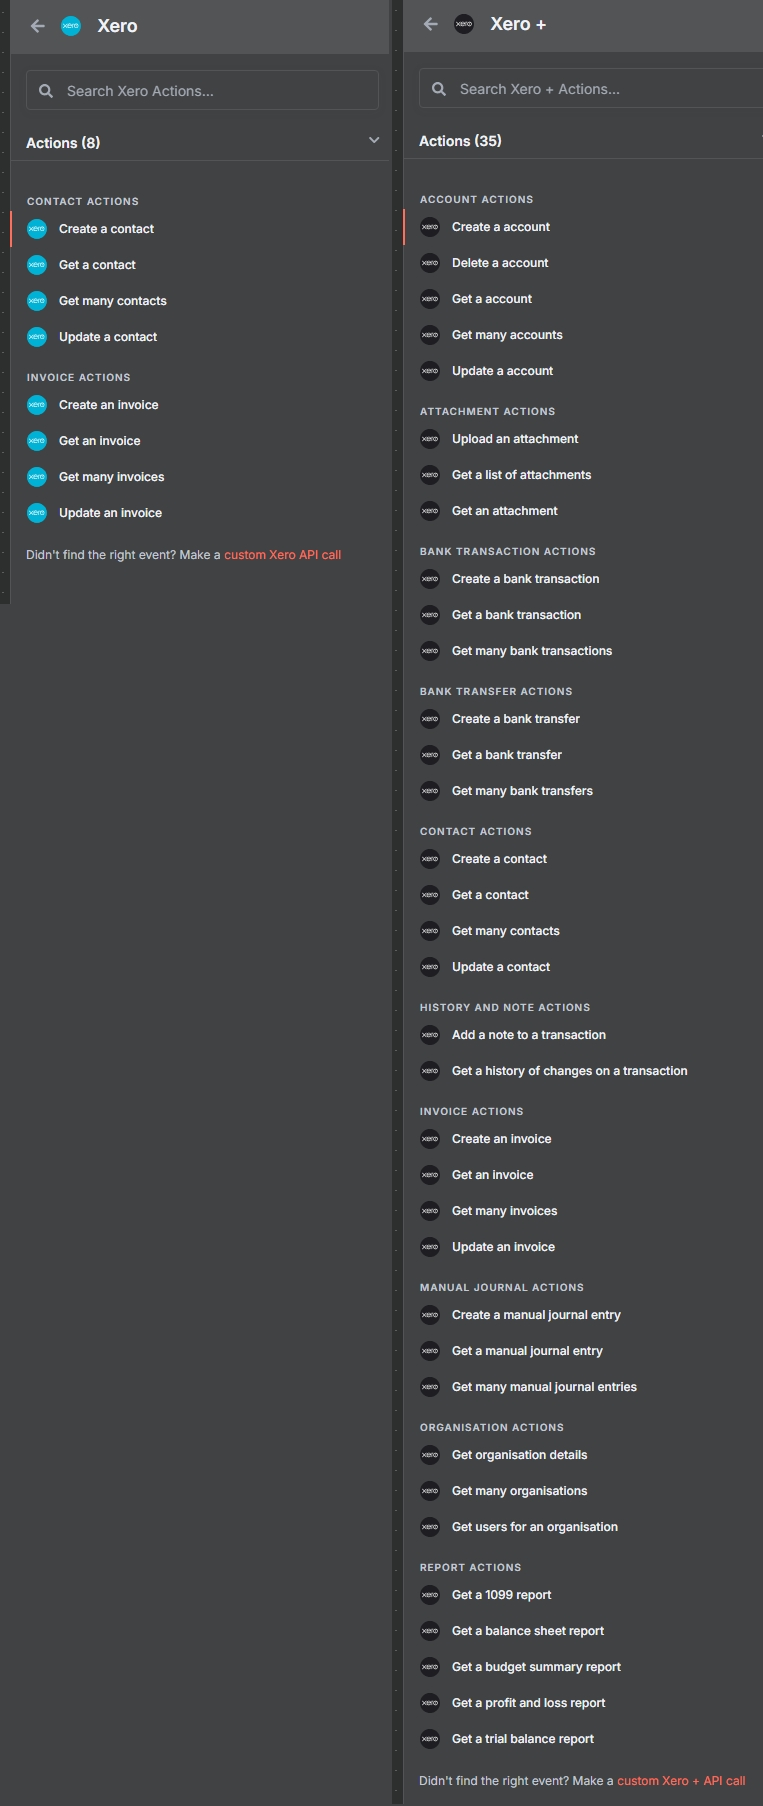 Xero
Search Xero Actions...
Actions (8)
CONTACT ACTIONS
Create a contact
Get a contact
Get many contacts
Update a contact
INVOICE ACTIONS
Create an invoice
Get an invoice
Get many invoices
Update an invoice
Didn't find the right event? Make a custom Xero API call
Xero +
Search Xero + Actions...
Actions (35)
ACCOUNT ACTIONS
Create a account
Delete a account
Get a account
Get many accounts
Update a account
ATTACHMENT ACTIONS
Upload an attachment
Get a list of attachments
Get an attachment
BANK TRANSACTION ACTIONS
Create a bank transaction
Get a bank transaction
Get many bank transactions
BANK TRANSFER ACTIONS
Create a bank transfer
Get a bank transfer
Get many bank transfers
CONTACT ACTIONS
Create a contact
Get a contact
Get many contacts
Update a contact
HISTORY AND NOTE ACTIONS
Add a note to a transaction
Get a history of changes on a transaction
INVOICE ACTIONS
Create an invoice
Get an invoice
Get many invoices
Update an invoice
MANUAL JOURNAL ACTIONS
Create a manual journal entry
Get a manual journal entry
Get many manual journal entries
ORGANISATION ACTIONS
Get organisation details
Get many organisations
Get users for an organisation
REPORT ACTIONS
Get a 1099 report
Get a balance sheet report
Get a budget summary report
Get a profit and loss report
Get a trial balance report
Didn't find the right event? Make a custom Xero + API call